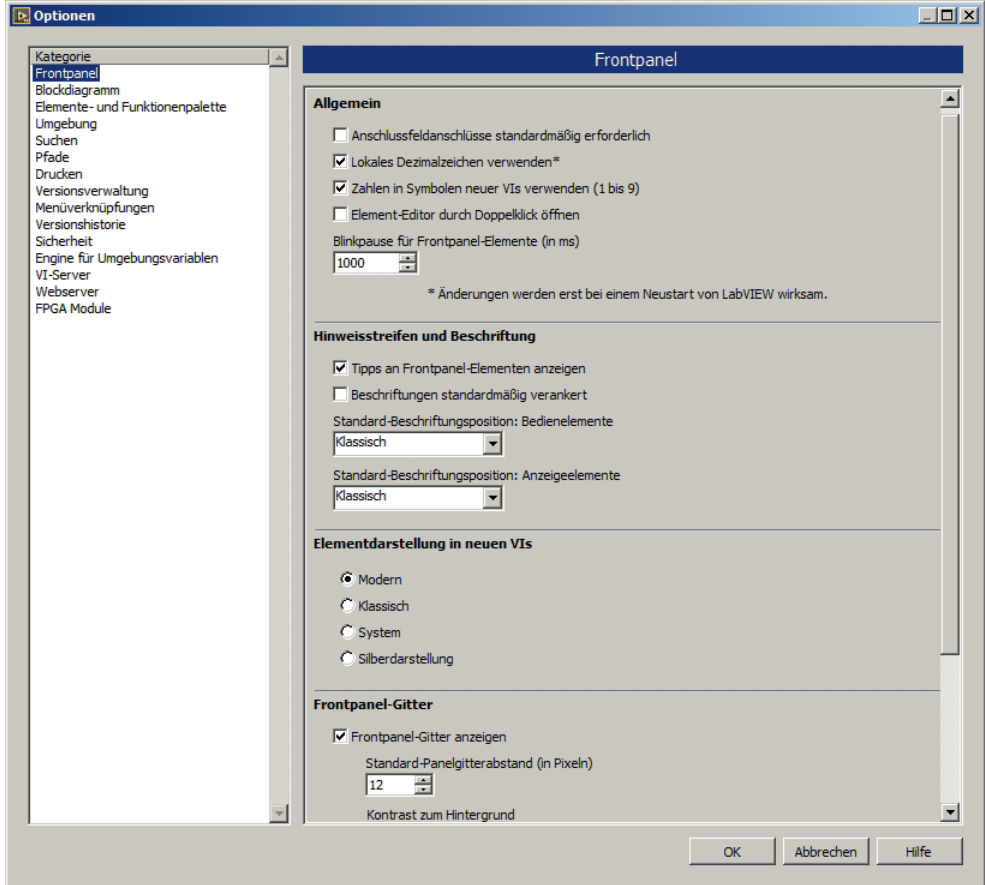 Optionen
Kategorie
Frontpanel
Blockdiagramm
Elemente- und Funktionenpalette
Umgebung
Suchen
Pfade
Drucken
Versionsverwaltung
Menüverknüpfungen
Versionshistorie
Sicherheit
Engine für Umgebungsvariablen
VI-Server
Webserver
FPGA Module
Frontpanel
Allgemein
Anschlussfeldanschlüsse standardmäßig erforderlich
Lokales Dezimalzeichen verwenden*
Zahlen in Symbolen neuer VIs verwenden (1 bis 9)
Element-Editor durch Doppelklick öffnen
Blinkpause für Frontpanel-Elemente (in ms)
1000
* Änderungen werden erst bei einem Neustart von LabVIEW wirksam.
Hinweisstreifen und Beschriftung
Tipps an Frontpanel-Elementen anzeigen
Beschriftungen standardmäßig verankert
Standard-Beschriftungsposition: Bedienelemente
Klassisch
Standard-Beschriftungsposition: Anzeigeelemente
Klassisch
Elementdarstellung in neuen VIs
Modern
Klassisch
System
Silberdarstellung
Frontpanel-Gitter
Frontpanel-Gitter anzeigen
Standard-Panelgitterabstand (in Pixeln)
12
Kontrast zum Hintergrund
OK Abbrechen Hilfe